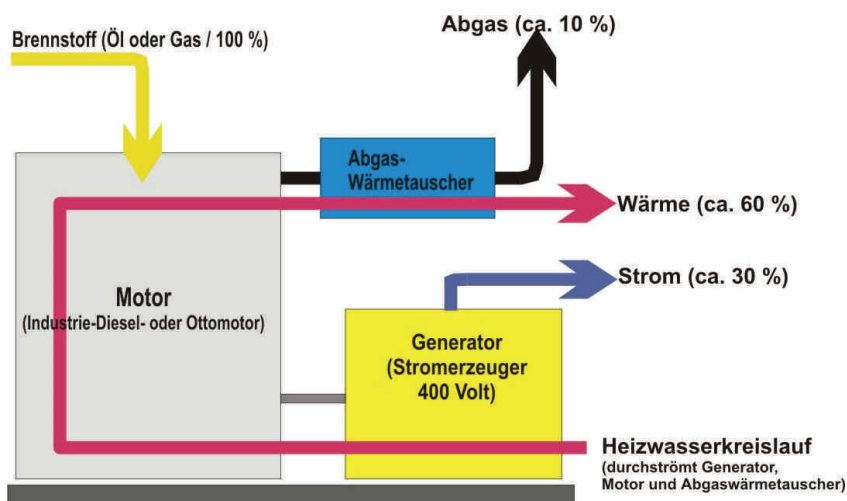 Brennstoff (Öl oder Gas / 100 %)
Abgas (ca. 10 %)
Abgas-
Wärmetauscher
Wärme (ca. 60 %)
Strom (ca. 30 %)
Motor
(Industrie-Diesel- oder Ottomotor)
Generator
(Stromerzeuger
400 Volt)
Heizwasserkreislauf
(durchströmt Generator,
Motor und Abgaswärmetauscher)